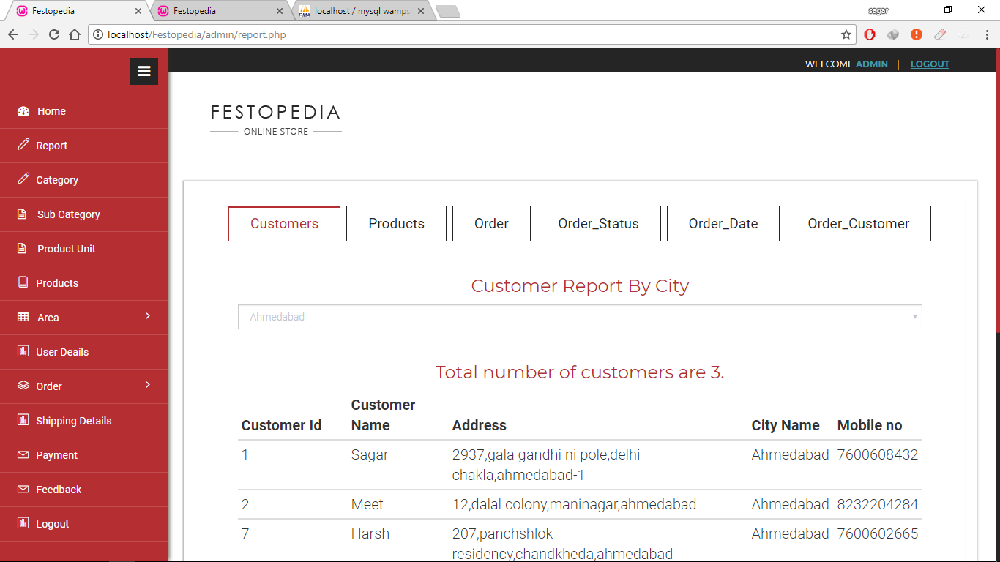 Festopedia
Festopedia
localhost / mysql wamps
sagar
localhost/Festopedia/admin/report.php
WELCOME ADMIN | LOGOUT
Home
Report
Category
Sub Category
Product Unit
Products
Area
User Deails
Order
Shipping Details
Payment
Feedback
Logout
FESTOPEDIA
ONLINE STORE
Customers Products Order Order_Status Order_Date Order_Customer
Customer Report By City
Ahmedabad
Total number of customers are 3.
Customer Id Customer Name Address City Name Mobile no
1 Sagar 2937,gala gandhi ni pole,delhi Ahmedabad 7600608432
chakla,ahmedabad-1
2 Meet 12,dalal colony,maninagar,ahmedabad Ahmedabad 8232204284
7 Harsh 207,panchshlok Ahmedabad 7600602665
residency,chandkheda,ahmedabad